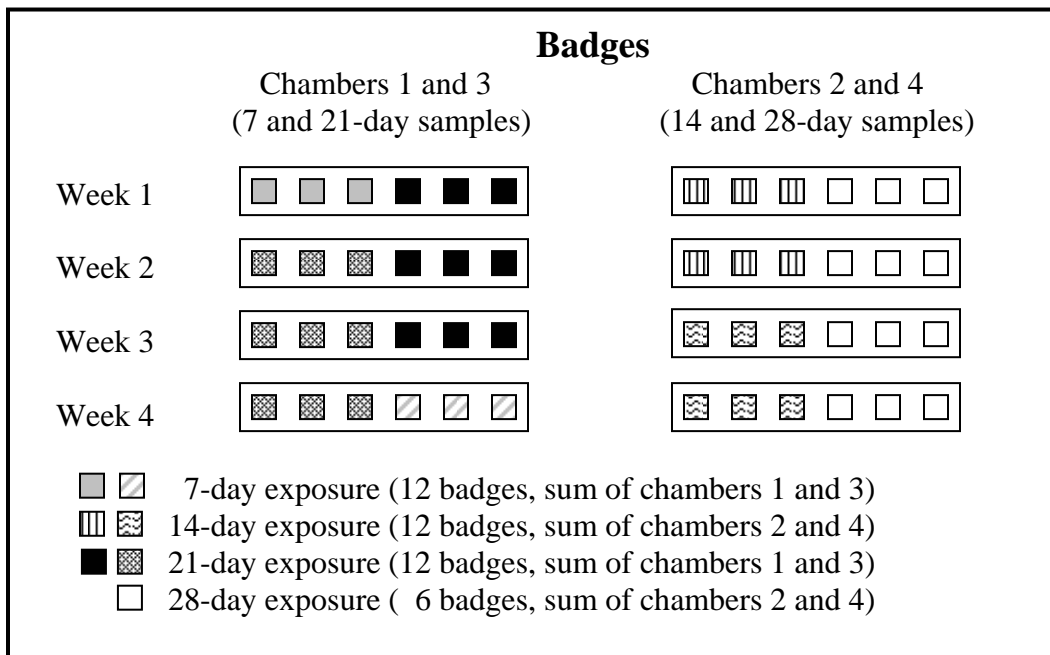 Badges
Chambers 1 and 3
(7 and 21-day samples)
Chambers 2 and 4
(14 and 28-day samples)
Week 1
Week 2
Week 3
Week 4
7-day exposure (12 badges, sum of chambers 1 and 3)
14-day exposure (12 badges, sum of chambers 2 and 4)
21-day exposure (12 badges, sum of chambers 1 and 3)
28-day exposure ( 6 badges, sum of chambers 2 and 4)